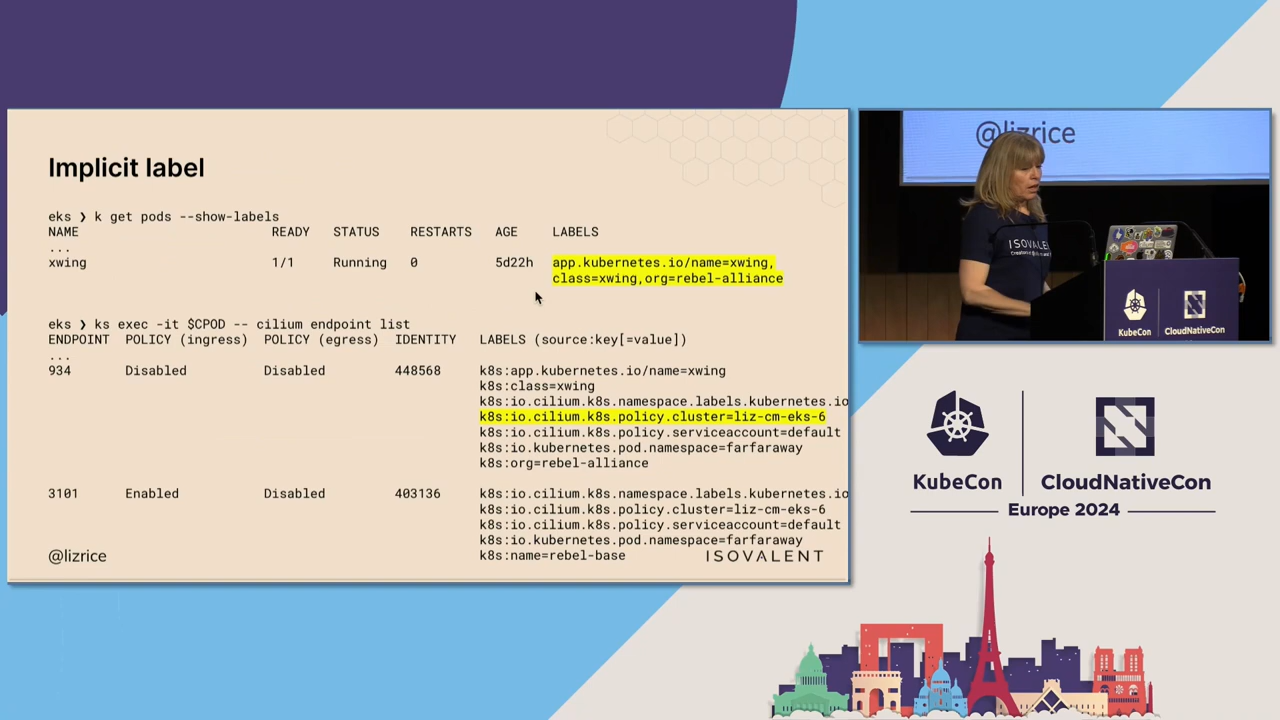 Implicit label
eks ❯ k get pods --show-labels
NAME READY STATUS RESTARTS AGE LABELS
...
xwing 1/1 Running 0 5d22h app.kubernetes.io/name=xwing,
class=xwing,org=rebel-alliance
eks ❯ ks exec -it $CPOD -- cilium endpoint list
ENDPOINT POLICY (ingress) POLICY (egress) IDENTITY LABELS (source:key[=value])
...
934 Disabled Disabled 448568 k8s:app.kubernetes.io/name=xwing
k8s:class=xwing
k8s:io.cilium.k8s.namespace.labels.kubernetes.io
k8s:io.cilium.k8s.policy.cluster=liz-cm-eks-6
k8s:io.cilium.k8s.policy.serviceaccount=default
k8s:io.kubernetes.pod.namespace=farfaraway
k8s:org=rebel-alliance
3101 Enabled Disabled 403136 k8s:io.cilium.k8s.namespace.labels.kubernetes.io
k8s:io.cilium.k8s.policy.cluster=liz-cm-eks-6
k8s:io.cilium.k8s.policy.serviceaccount=default
k8s:io.kubernetes.pod.namespace=farfaraway
k8s:name=rebel-base
@lizrice
ISOVALENT
@lizrice
ISOVALEN
KubeCon CloudNativeCon
KubeCon CloudNativeCon
Europe 2024